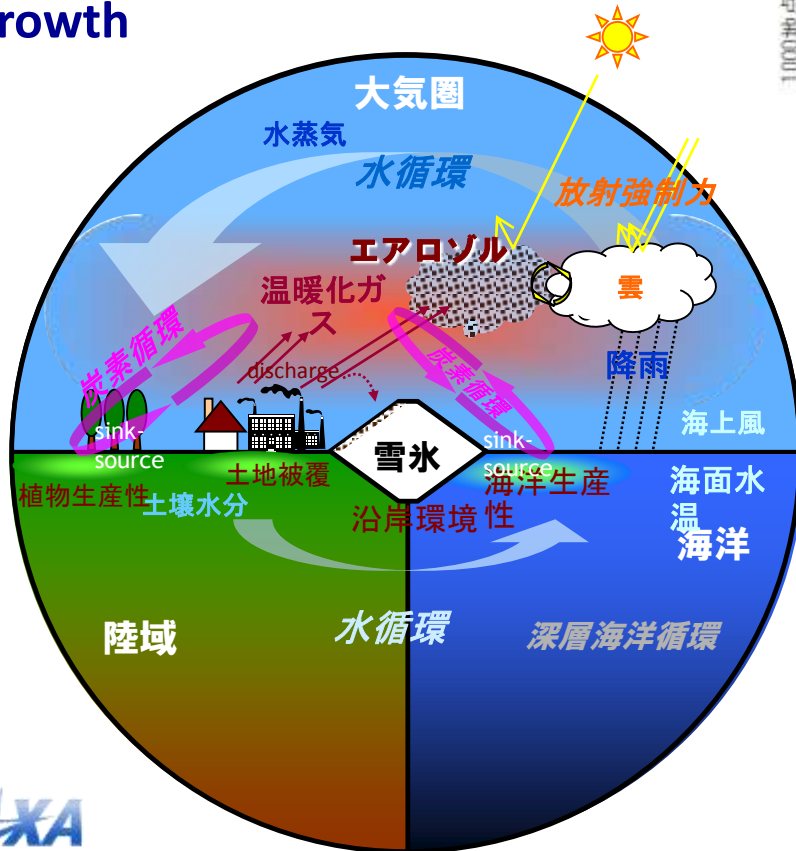 rowth
大気圏
水蒸気
水循環
放射強制力
エアロゾル
温暖化ガ
ス
雲
炭素循環
炭素循環
discharge
降雨
sink-
source
雪氷
sink-
source
海上風
植物生産性
土壌水分
土地被覆
海洋生産
性
沿岸環境
海面水
温
海洋
陸域
水循環
深層海洋循環
XA